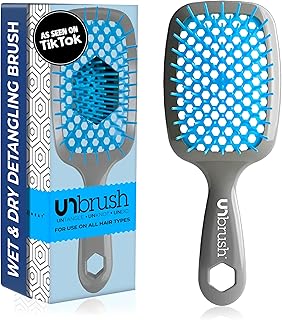 AS SEEN ON
TikTok
WET & DRY DETANGLING BRUSH
unbrush
FOR USE ON ALL HAIR TYPES
unbrush